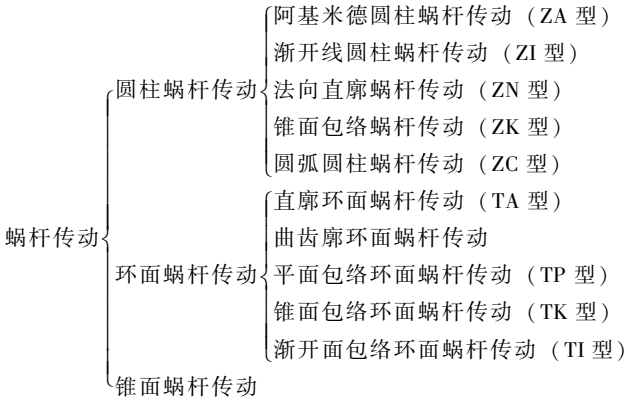 阿基米德圆柱蜗杆传动 (ZA 型)
渐开线圆柱蜗杆传动 (ZI 型)
圆柱蜗杆传动 法向直廓蜗杆传动 (ZN 型)
锥面包络蜗杆传动 (ZK 型)
圆弧圆柱蜗杆传动 (ZC 型)
直廓环面蜗杆传动 (TA 型)
蜗杆传动 曲齿廓环面蜗杆传动
环面蜗杆传动 平面包络环面蜗杆传动 (TP 型)
锥面包络环面蜗杆传动 (TK 型)
渐开面包络环面蜗杆传动 (TI 型)
锥面蜗杆传动